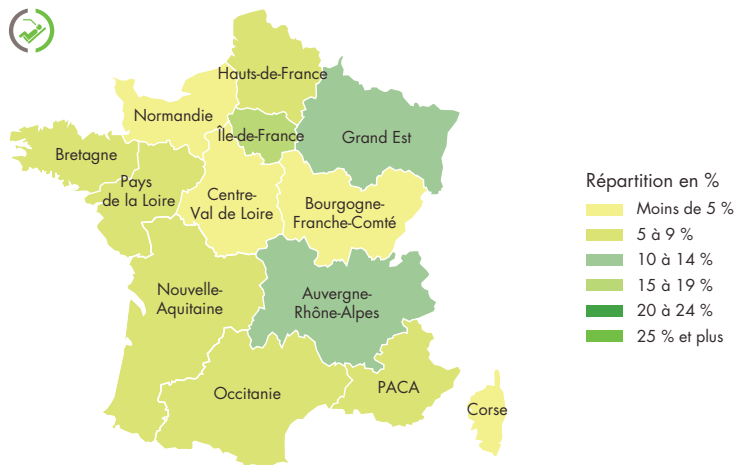 Hauts-de-France
Normandie
Île-de-France
Grand Est
Bretagne
Pays
de la Loire
Centre-
Val de Loire
Bourgogne-
Franche-Comté
Nouvelle-
Aquitaine
Auvergne-
Rhône-Alpes
Occitanie
PACA
Corse
Répartition en %
Moins de 5 %
5 à 9 %
10 à 14 %
15 à 19 %
20 à 24 %
25 % et plus